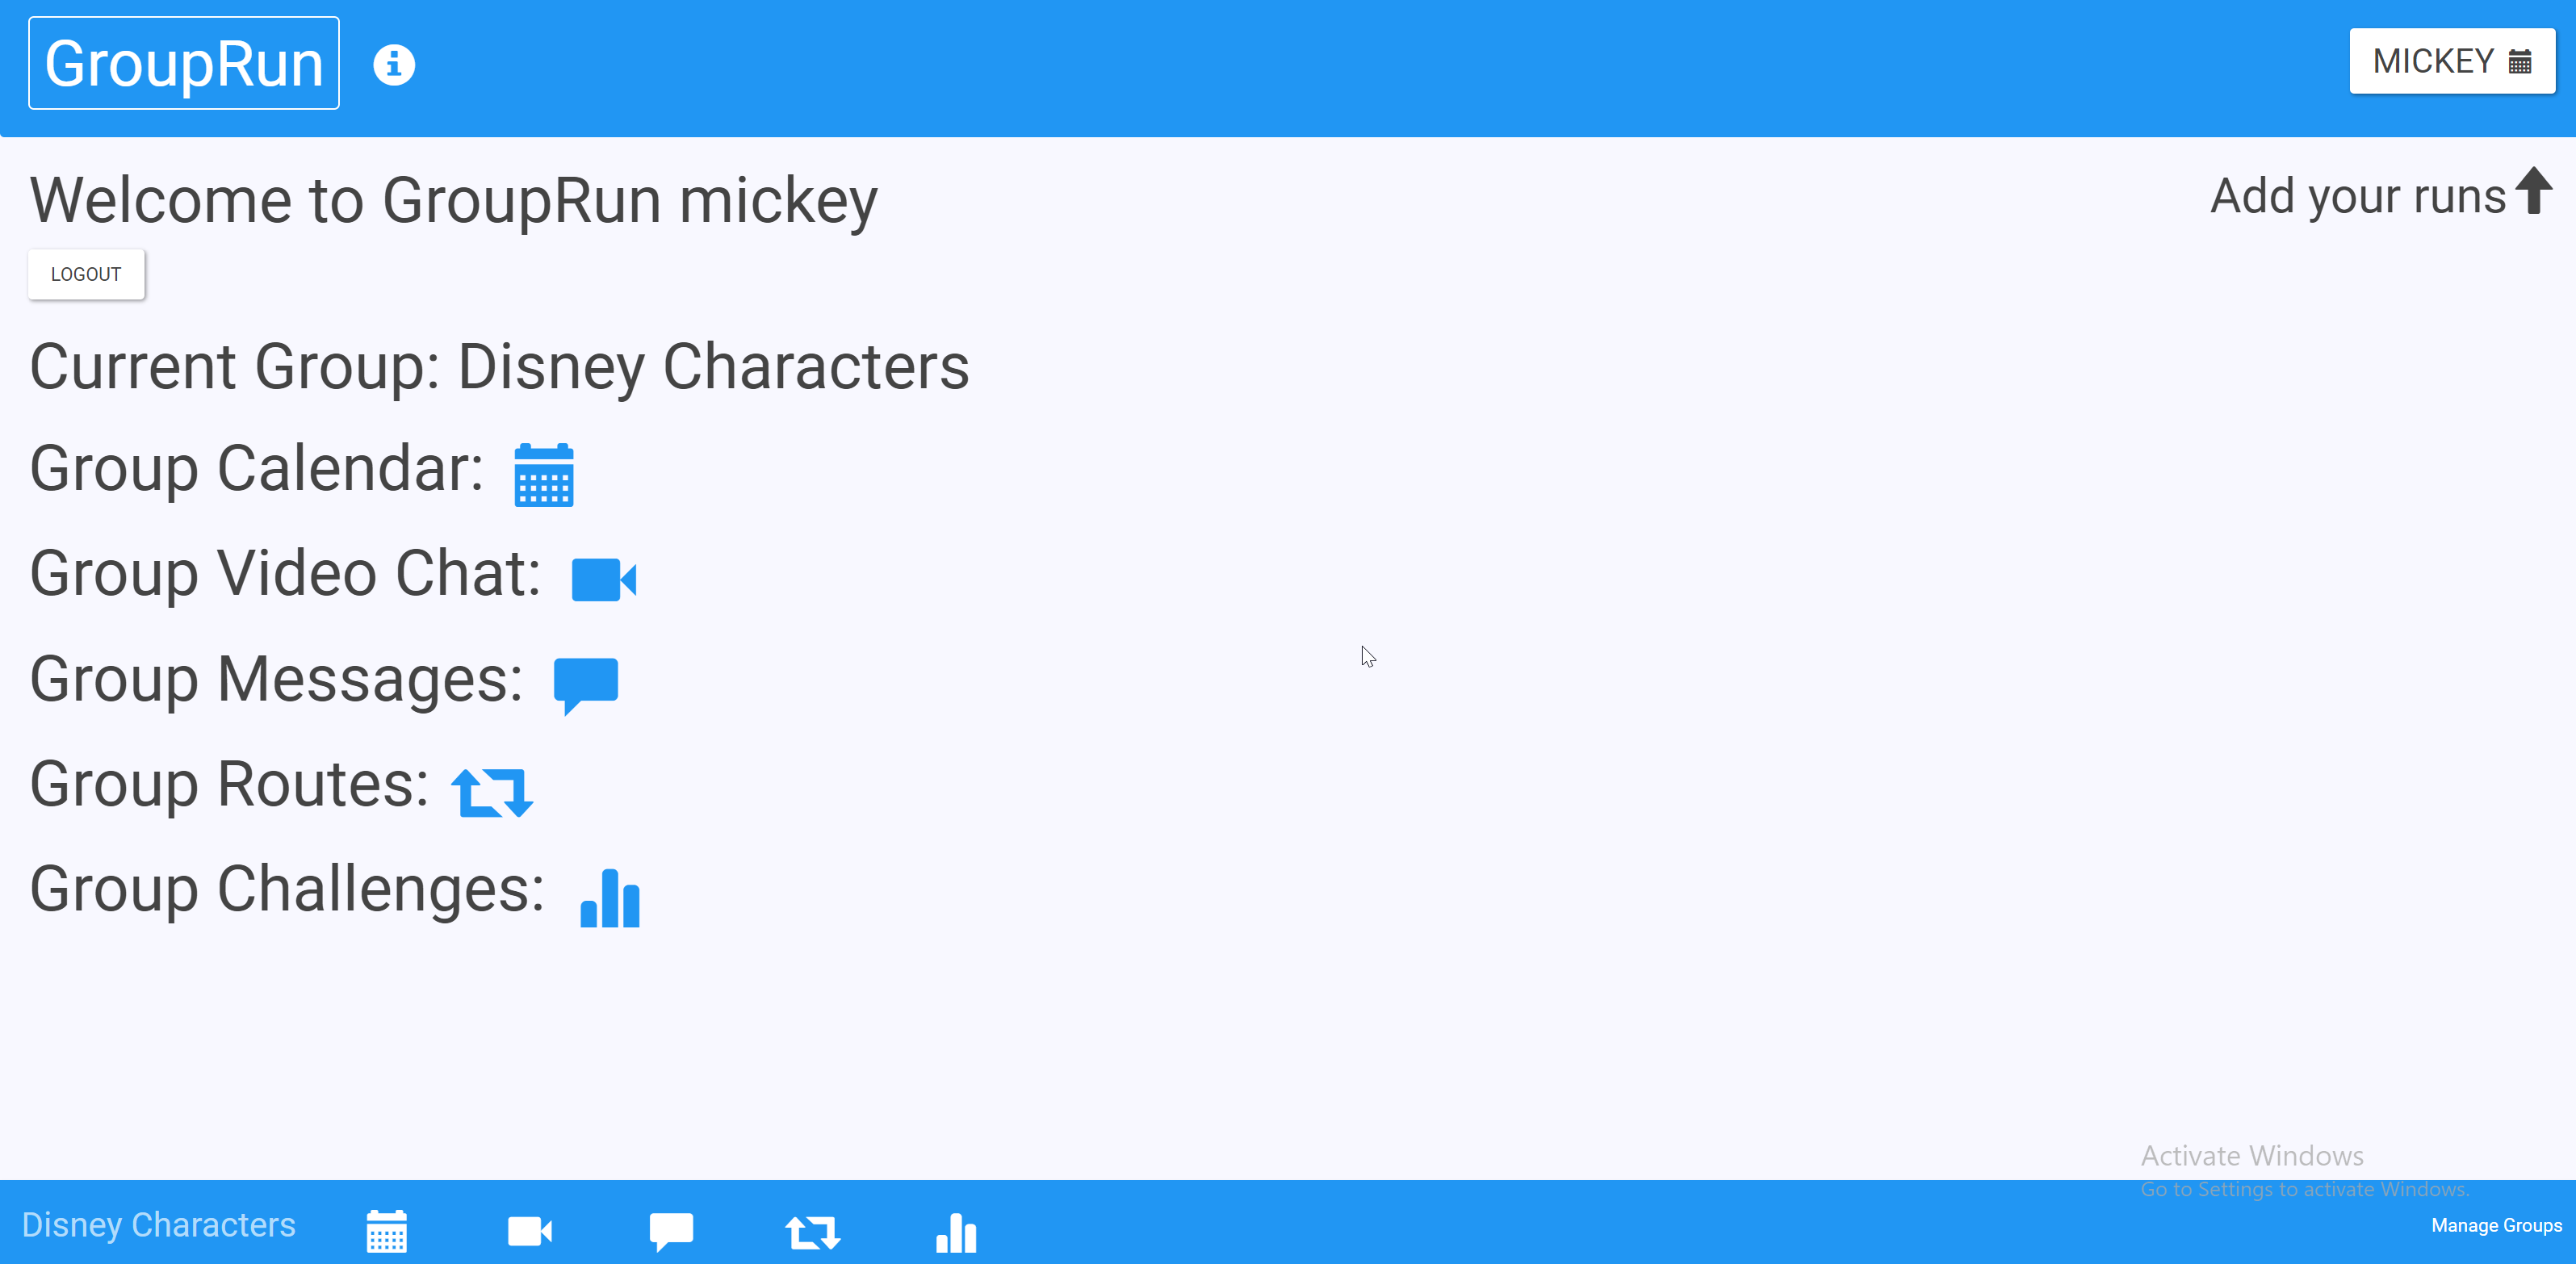 GroupRun
MICKEY
Welcome to GroupRun mickey
Add your runs
LOGOUT
Current Group: Disney Characters
Group Calendar:
Group Video Chat:
Group Messages:
Group Routes:
Group Challenges:
Activate Windows
Go to Settings to activate Windows.
Disney Characters
Manage Groups